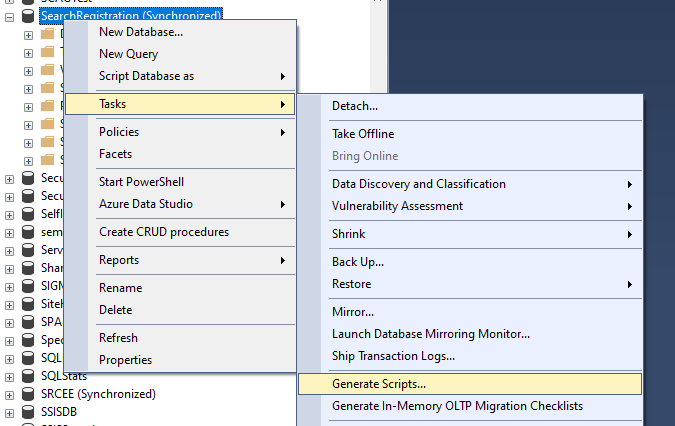 SearchRegistration (Synchronized)
New Database...
New Query
Script Database as
Tasks
Policies
Facets
Start PowerShell
Azure Data Studio
Create CRUD procedures
Reports
Rename
Delete
Refresh
Properties
Detach...
Take Offline
Bring Online
Data Discovery and Classification
Vulnerability Assessment
Shrink
Back Up...
Restore
Mirror...
Launch Database Mirroring Monitor...
Ship Transaction Logs...
Generate Scripts...
Generate In-Memory OLTP Migration Checklists
D
T
V
S
P
S
S
S
Secu
Secu
SelfI
sem
Serv
Shar
SIGN
Site
SPA
Spec
SQL
SQLStats
SRCEE (Synchronized)
SSISDB